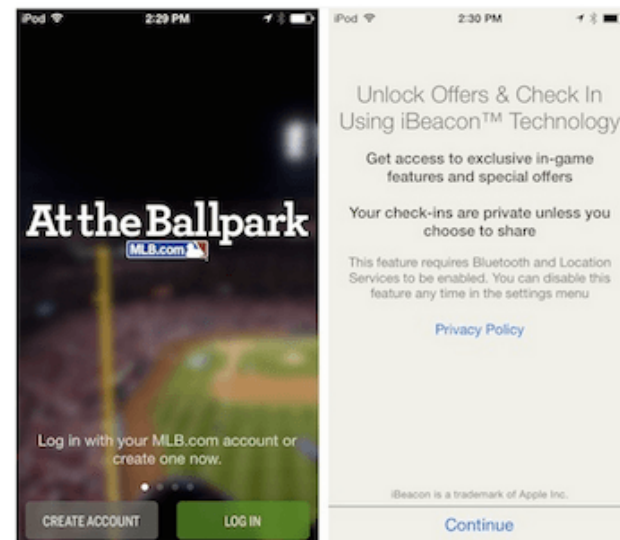 iPod 2:29 PM
At the Ballpark
MLB.com
Log in with your MLB.com account or
create one now.
CREATE ACCOUNT LOG IN
iPod 2:30 PM
Unlock Offers & Check In
Using iBeacon™ Technology
Get access to exclusive in-game
features and special offers
Your check-ins are private unless you
choose to share
This feature requires Bluetooth and Location
Services to be enabled. You can disable this
feature any time in the settings menu
Privacy Policy
iBeacon is a trademark of Apple Inc.
Continue